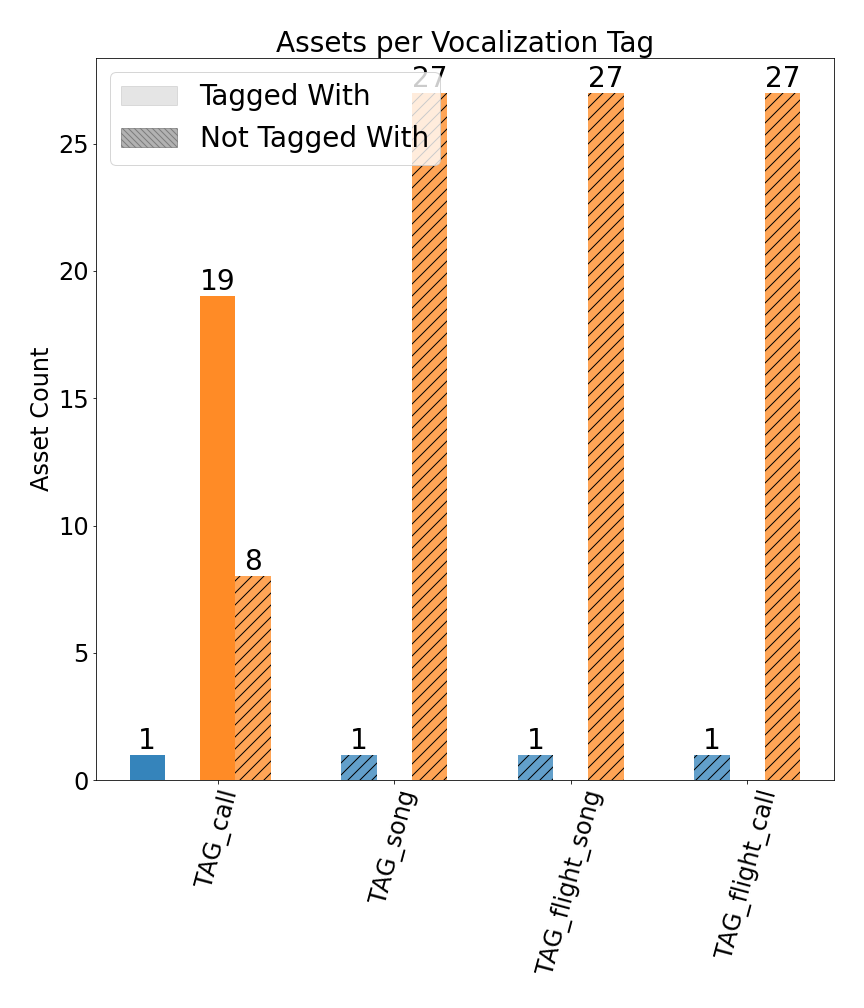 Assets per Vocalization Tag
Tagged With
Not Tagged With
Asset Count
25
20
15
10
5
0
1
19
8
1
27
1
27
1
27
TAG_call
TAG_song
TAG_flight_song
TAG_flight_call